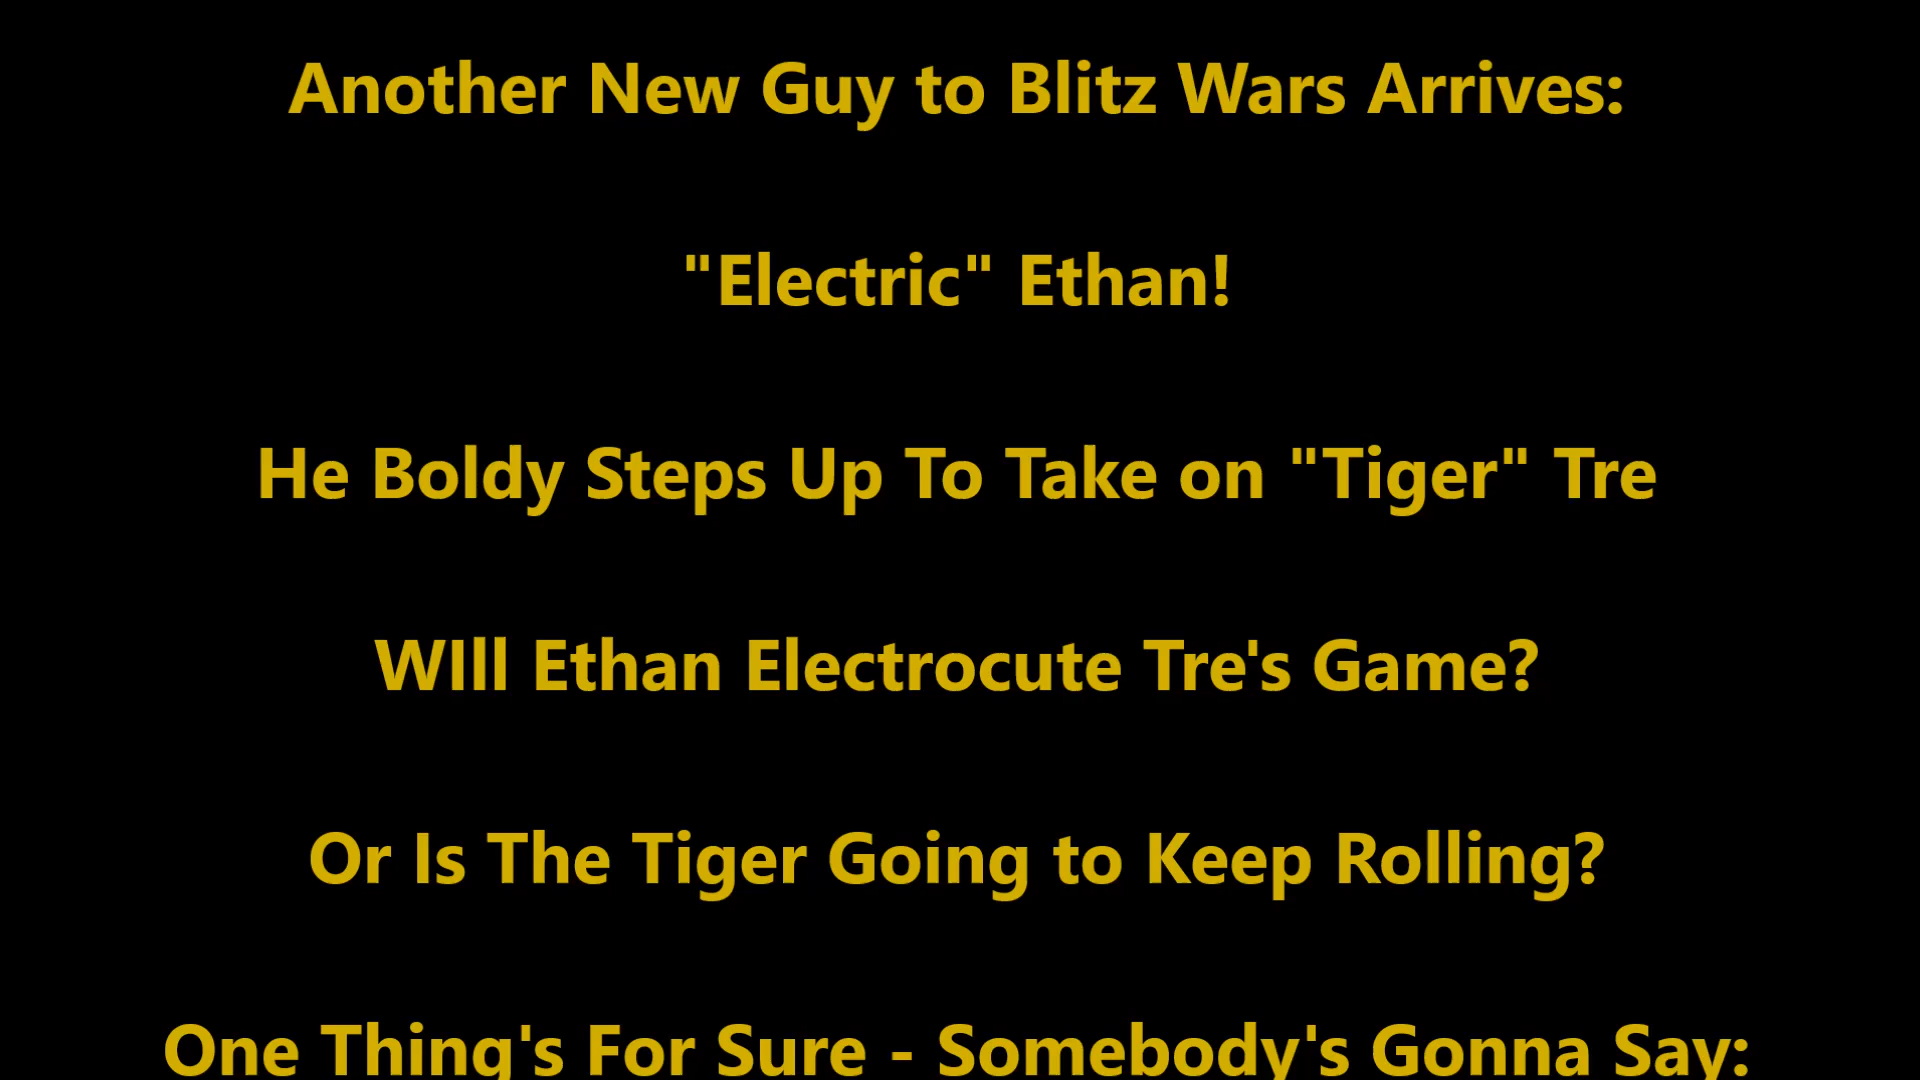 Another New Guy to Blitz Wars Arrives:
"Electric" Ethan!
He Boldy Steps Up To Take on "Tiger" Tre
WIll Ethan Electrocute Tre's Game?
Or Is The Tiger Going to Keep Rolling?
One Thing's For Sure - Somebody's Gonna Say: